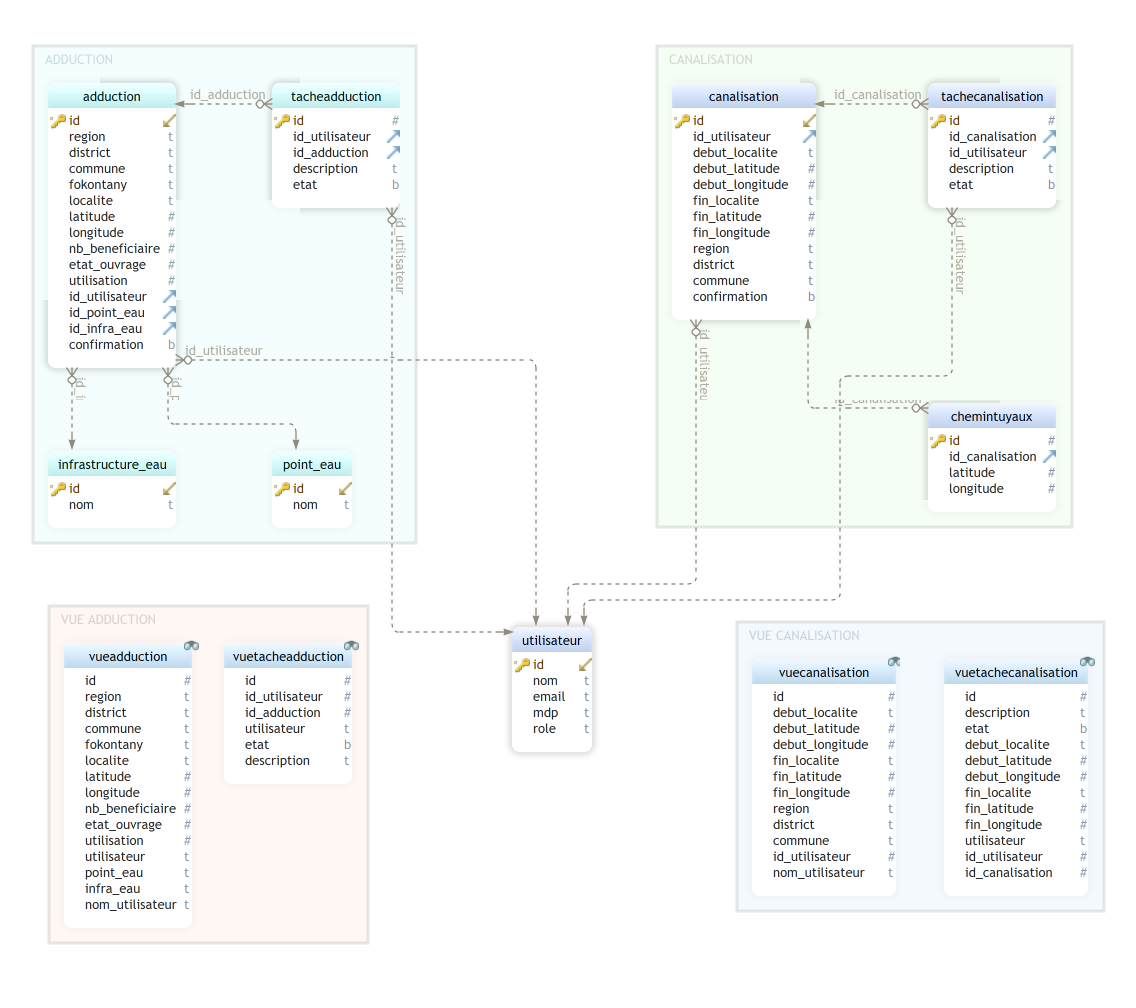 ADDUCTION
adduction
id
region t
district t
commune t
fokontany t
localite t
latitude #
longitude #
nb_beneficiaire #
etat_ouvrage #
utilisation #
id_utilisateur
id_point_eau
id_infra_eau
confirmation b
id_adduction
tacheadduction
id #
id_utilisateur
id_adduction
description t
etat b
id_utilisateur
id_utilisateur
infrastructure_eau
id
nom t
point_eau
id
nom t
CANALISATION
canalisation
id
id_utilisateur
debut_localite t
debut_latitude #
debut_longitude #
fin_localite t
fin_latitude #
fin_longitude #
region t
district t
commune t
confirmation b
id_canalisation
tachecanalisation
id #
id_canalisation
id_utilisateur
description t
etat b
id_utilisateur
id_utilisateu
id_canalisation
chemintuyaux
id #
id_canalisation
latitude #
longitude #
utilisateur
id
nom t
email t
mdp t
role t
VUE ADDUCTION
vueadduction
id #
region t
district t
commune t
fokontany t
localite t
latitude #
longitude #
nb_beneficiaire #
etat_ouvrage #
utilisation #
utilisateur t
point_eau t
infra_eau t
nom_utilisateur t
vuetacheadduction
id #
id_utilisateur #
id_adduction #
utilisateur t
etat b
description t
VUE CANALISATION
vuecanalisation
id #
debut_localite t
debut_latitude #
debut_longitude #
fin_localite t
fin_latitude #
fin_longitude #
region t
district t
commune t
id_utilisateur #
nom_utilisateur t
vuetachecanalisation
id #
description t
etat b
debut_localite t
debut_latitude #
debut_longitude #
fin_localite t
fin_latitude #
fin_longitude #
utilisateur t
id_utilisateur #
id_canalisation #